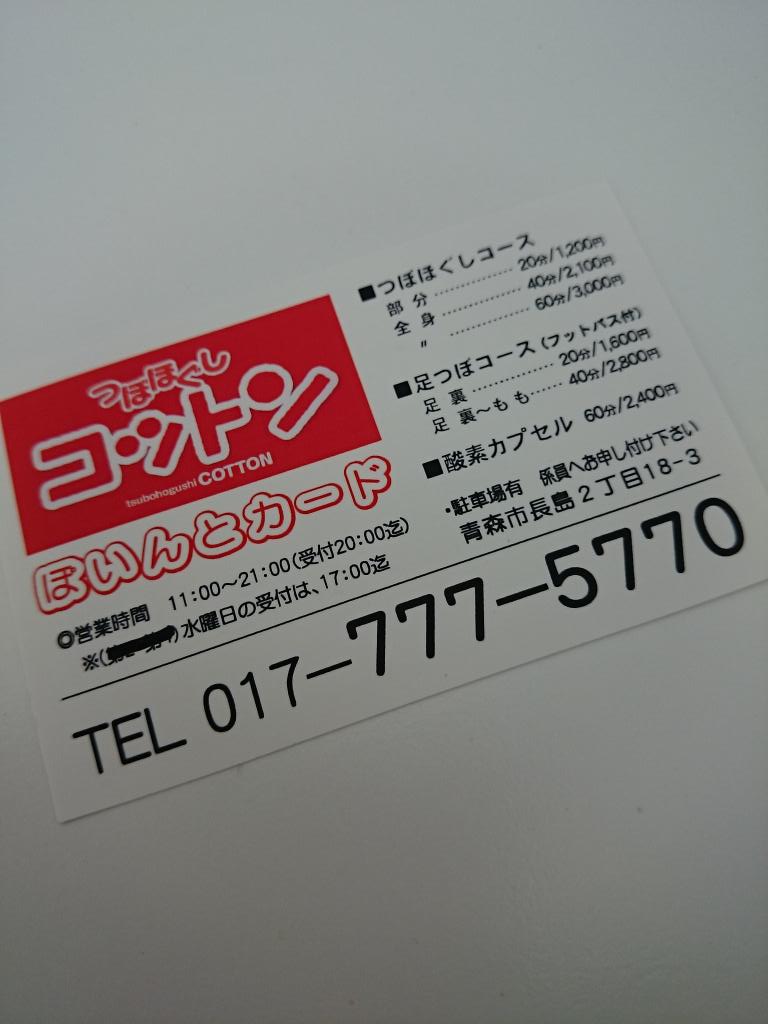 つぼほぐし
コットン
tsubohogushi COTTON
ぽいんとカード
◎営業時間 11:00～21:00(受付20:00迄)
※( )水曜日の受付は、17:00迄
■つぼほぐしコース
部分 ‥‥‥‥‥ 20分/1,200円
全身 ‥‥‥‥‥ 40分/2,100円
〃 ‥‥‥‥‥ 60分/3,000円
■足つぼコース(フットバス付)
足裏 ‥‥‥‥‥ 20分/1,600円
足裏～もも‥‥‥ 40分/2,800円
■酸素カプセル 60分/2,400円
・駐車場有 係員へお申し付け下さい
青森市長島2丁目18-3
TEL 017-777-5770